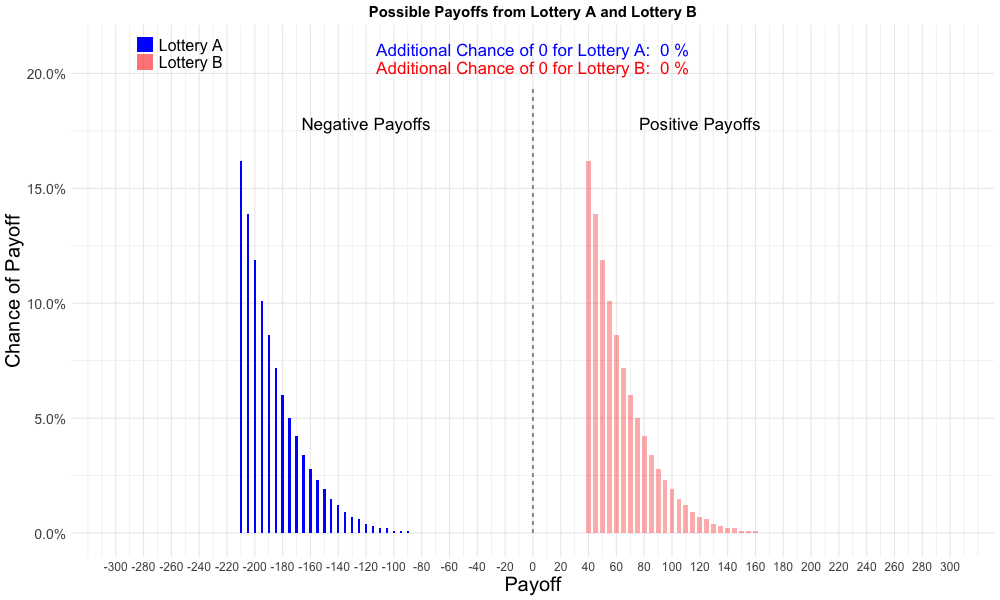 Possible Payoffs from Lottery A and Lottery B
Lottery A
Lottery B
Additional Chance of 0 for Lottery A:  0 %
Additional Chance of 0 for Lottery B:  0 %
Negative Payoffs
Positive Payoffs
Chance of Payoff
20.0%
15.0%
10.0%
5.0%
0.0%
-300 -280 -260 -240 -220 -200 -180 -160 -140 -120 -100 -80 -60 -40 -20 0 20 40 60 80 100 120 140 160 180 200 220 240 260 280 300
Payoff